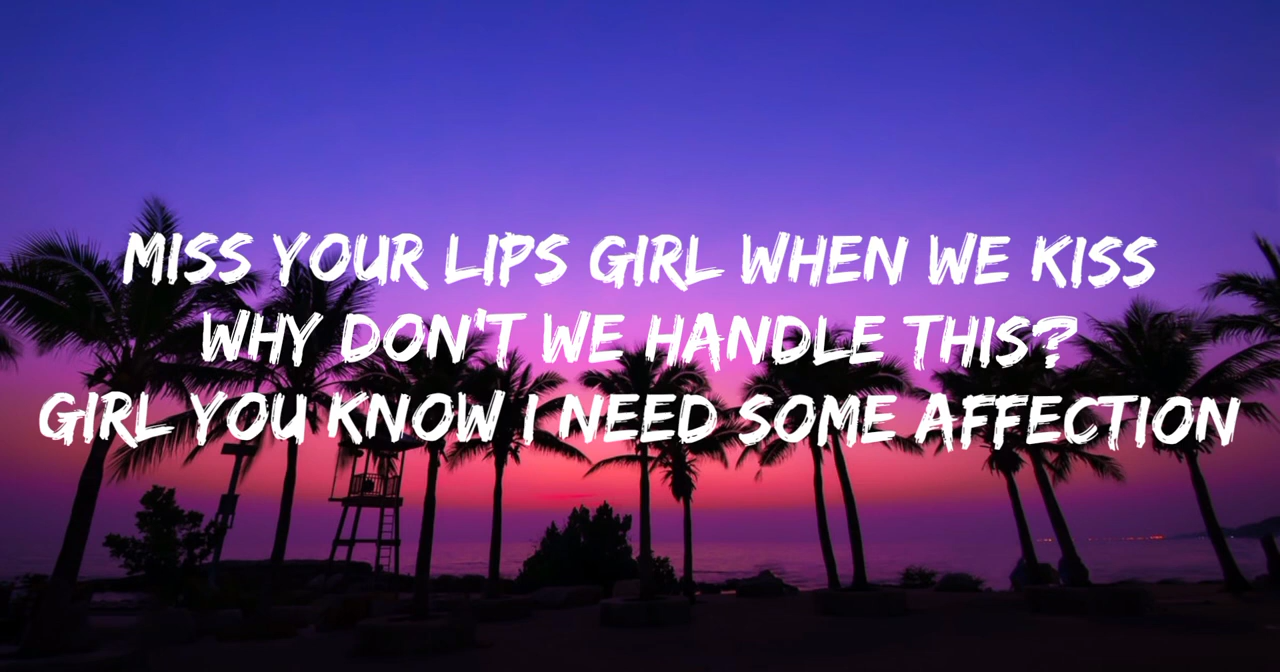 MISS YOUR LIPS GIRL WHEN WE KISS
WHY DON'T WE HANDLE THIS?
GIRL YOU KNOW I NEED SOME AFFECTION